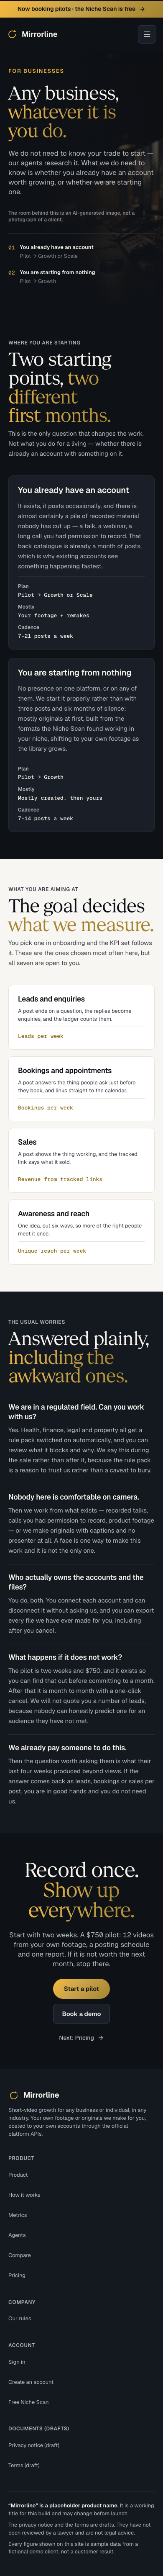 Now booking pilots · the Niche Scan is free →
Mirrorline
FOR BUSINESSES
Any business,
whatever it is
you do.
We do not need to know your trade to start —
our agents research it. What we do need to
know is whether you already have an account
worth growing, or whether we are starting
one.
The room behind this is an AI-generated image, not a
photograph of a client.
01 You already have an account
Pilot → Growth or Scale
02 You are starting from nothing
Pilot → Growth
WHERE YOU ARE STARTING
Two starting
points, two
different
first months.
This is the only question that changes the work.
Not what you do for a living — whether there is
already an account with something on it.
You already have an account
It exists, it posts occasionally, and there is
almost certainly a pile of recorded material
nobody has cut up — a talk, a webinar, a
long call you had permission to record. That
back catalogue is already a month of posts,
which is why existing accounts see
something happen fastest.
Plan
Pilot → Growth or Scale
Mostly
Your footage + remakes
Cadence
7–21 posts a week
You are starting from nothing
No presence on one platform, or on any of
them. We start it properly rather than with
three posts and six months of silence:
mostly originals at first, built from the
formats the Niche Scan found working in
your niche, shifting to your own footage as
the library grows.
Plan
Pilot → Growth
Mostly
Mostly created, then yours
Cadence
7–14 posts a week
WHAT YOU ARE AIMING AT
The goal decides
what we measure.
You pick one in onboarding and the KPI set follows
it. These are the ones chosen most often here, but
all seven are open to you.
Leads and enquiries
A post ends on a question, the replies become
enquiries, and the ledger counts them.
Leads per week
Bookings and appointments
A post answers the thing people ask just before
they book, and links straight to the calendar.
Bookings per week
Sales
A post shows the thing working, and the tracked
link says what it sold.
Revenue from tracked links
Awareness and reach
One idea, cut six ways, so more of the right people
meet it once.
Unique reach per week
THE USUAL WORRIES
Answered plainly,
including the
awkward ones.
We are in a regulated field. Can you work
with us?
Yes. Health, finance, legal and property all get a
rule pack switched on automatically, and you can
review what it blocked and why. We say this during
the sale rather than after it, because the rule pack
is a reason to trust us rather than a caveat to bury.
Nobody here is comfortable on camera.
Then we work from what exists — recorded talks,
calls you had permission to record, product footage
— or we make originals with captions and no
presenter at all. A face is one way to make this
work and it is not the only one.
Who actually owns the accounts and the
files?
You do, both. You connect each account and can
disconnect it without asking us, and you can export
every file we have ever made for you, including
after you cancel.
What happens if it does not work?
The pilot is two weeks and $750, and it exists so
you can find that out before committing to a month.
After that it is month to month with a one-click
cancel. We will not quote you a number of leads,
because nobody can honestly predict one for an
audience they have not met.
We already pay someone to do this.
Then the question worth asking them is what their
last four weeks produced beyond views. If the
answer comes back as leads, bookings or sales per
post, you are in good hands and you do not need
us.
Record once.
Show up
everywhere.
Start with two weeks. A $750 pilot: 12 videos
from your own footage, a posting schedule
and one report. If it is not worth the next
month, stop there.
Start a pilot
Book a demo
Next: Pricing →
Mirrorline
Short-video growth for any business or individual, in any
industry. Your own footage or originals we make for you,
posted to your own accounts through the official
platform APIs.
PRODUCT
Product
How it works
Metrics
Agents
Compare
Pricing
COMPANY
Our rules
ACCOUNT
Sign in
Create an account
Free Niche Scan
DOCUMENTS (DRAFTS)
Privacy notice (draft)
Terms (draft)
"Mirrorline" is a placeholder product name. It is a working
title for this build and may change before launch.
The privacy notice and the terms are drafts. They have not
been reviewed by a lawyer and are not legal advice.
Every figure shown on this site is sample data from a
fictional demo client, not a customer result.